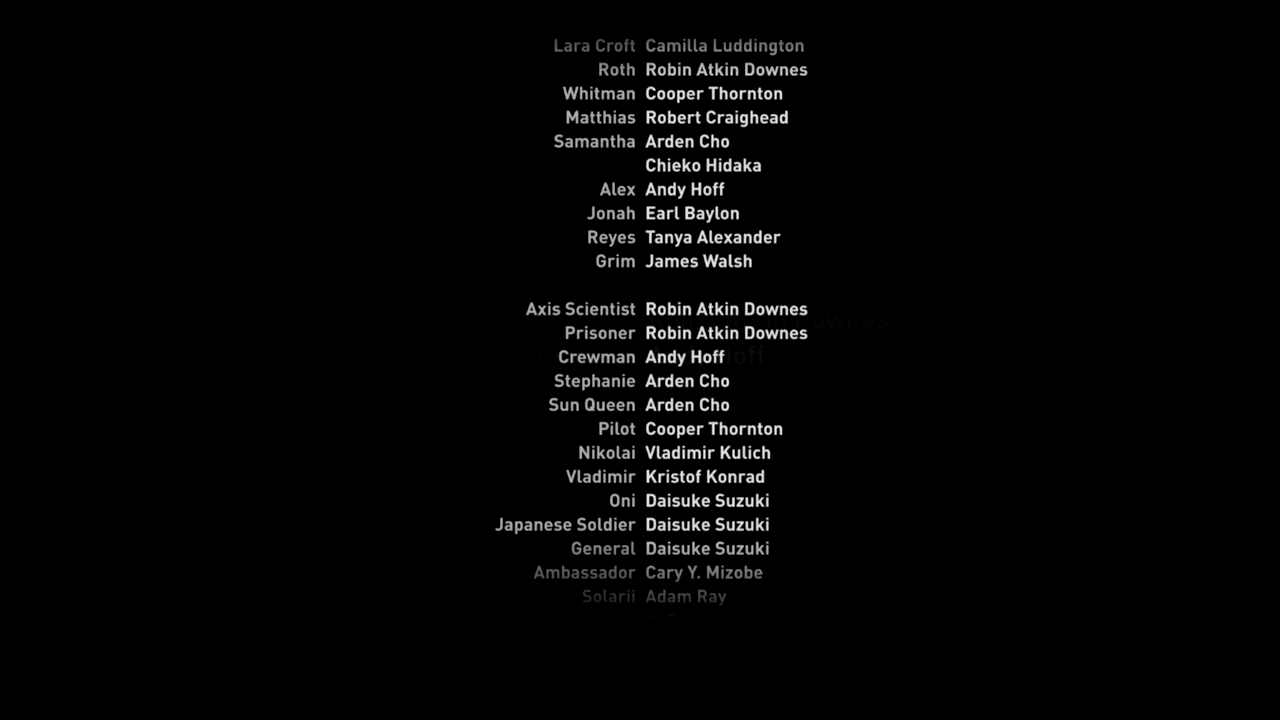 Lara Croft Camilla Luddington
Roth Robin Atkin Downes
Whitman Cooper Thornton
Matthias Robert Craighead
Samantha Arden Cho
Chieko Hidaka
Alex Andy Hoff
Jonah Earl Baylon
Reyes Tanya Alexander
Grim James Walsh
Axis Scientist Robin Atkin Downes
Prisoner Robin Atkin Downes
Crewman Andy Hoff
Stephanie Arden Cho
Sun Queen Arden Cho
Pilot Cooper Thornton
Nikolai Vladimir Kulich
Vladimir Kristof Konrad
Oni Daisuke Suzuki
Japanese Soldier Daisuke Suzuki
General Daisuke Suzuki
Ambassador Cary Y. Mizobe
Solarii Adam Ray